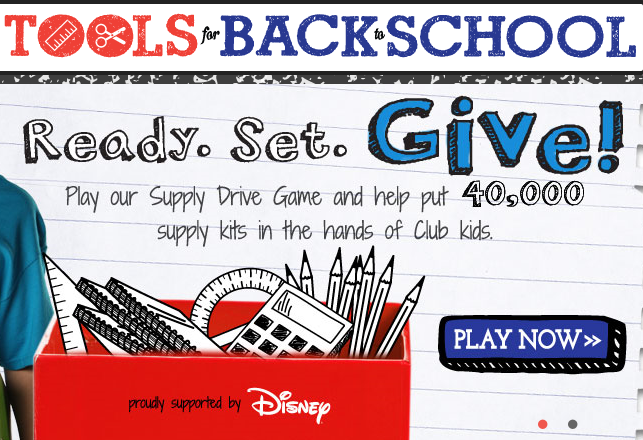 TOOLS for BACK to SCHOOL
Ready. Set. Give!
Play our Supply Drive Game and help put 40,000
supply kits in the hands of Club kids.
PLAY NOW>>
proudly supported by Disney